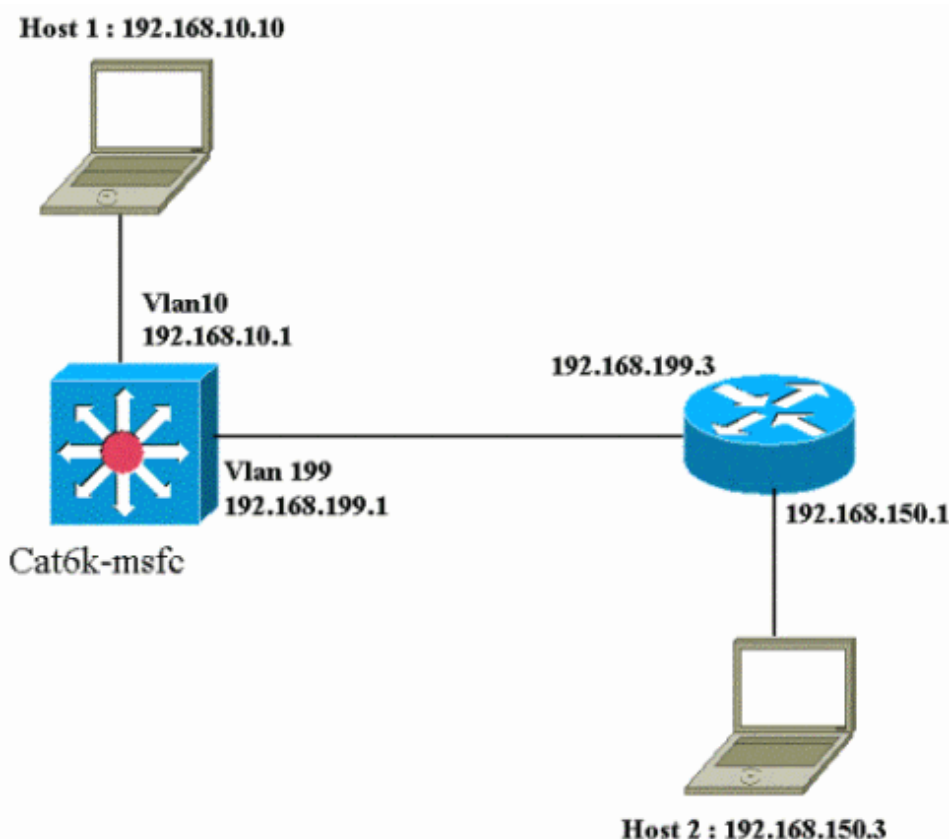 Host 1 : 192.168.10.10
Vlan10
192.168.10.1
192.168.199.3
Vlan 199
192.168.199.1
192.168.150.1
Cat6k-msfc
Host 2 : 192.168.150.3